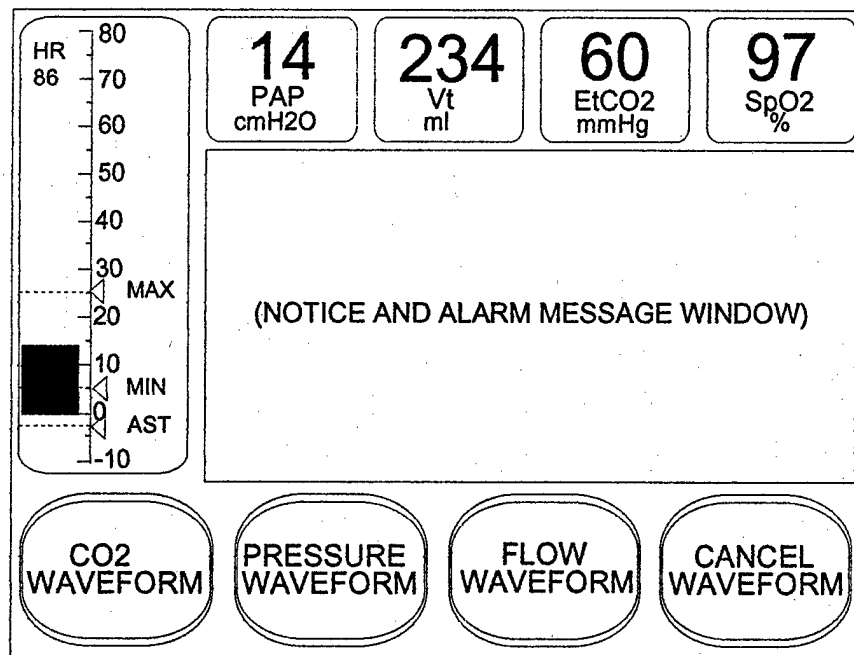 HR
86
80
70
60
50
40
30
MAX
20
10
MIN
0
AST
-10
14
PAP
cmH2O
234
Vt
ml
60
EtCO2
mmHg
97
SpO2
%
(NOTICE AND ALARM MESSAGE WINDOW)
CO2
WAVEFORM
PRESSURE
WAVEFORM
FLOW
WAVEFORM
CANCEL
WAVEFORM